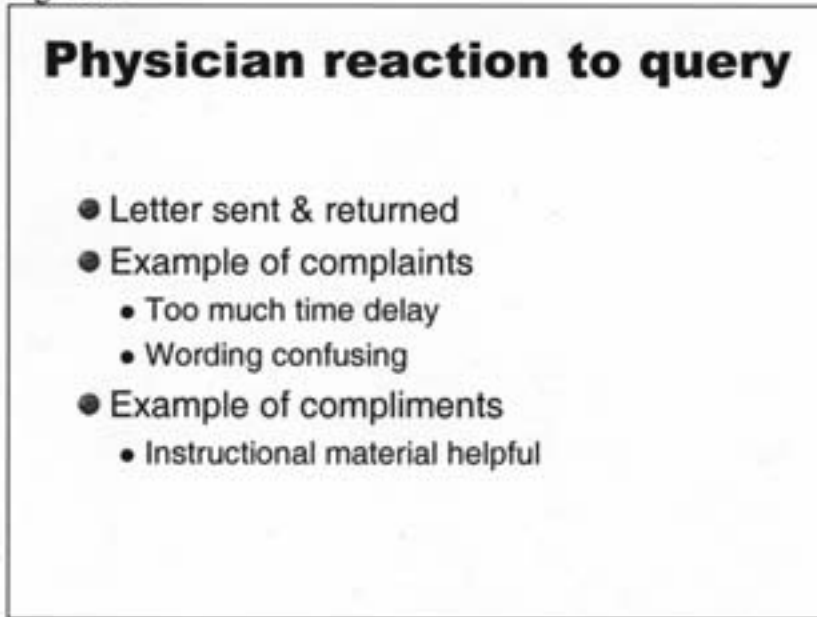 Physician reaction to query
Letter sent & returned
Example of complaints
Too much time delay
Wording confusing
Example of compliments
Instructional material helpful